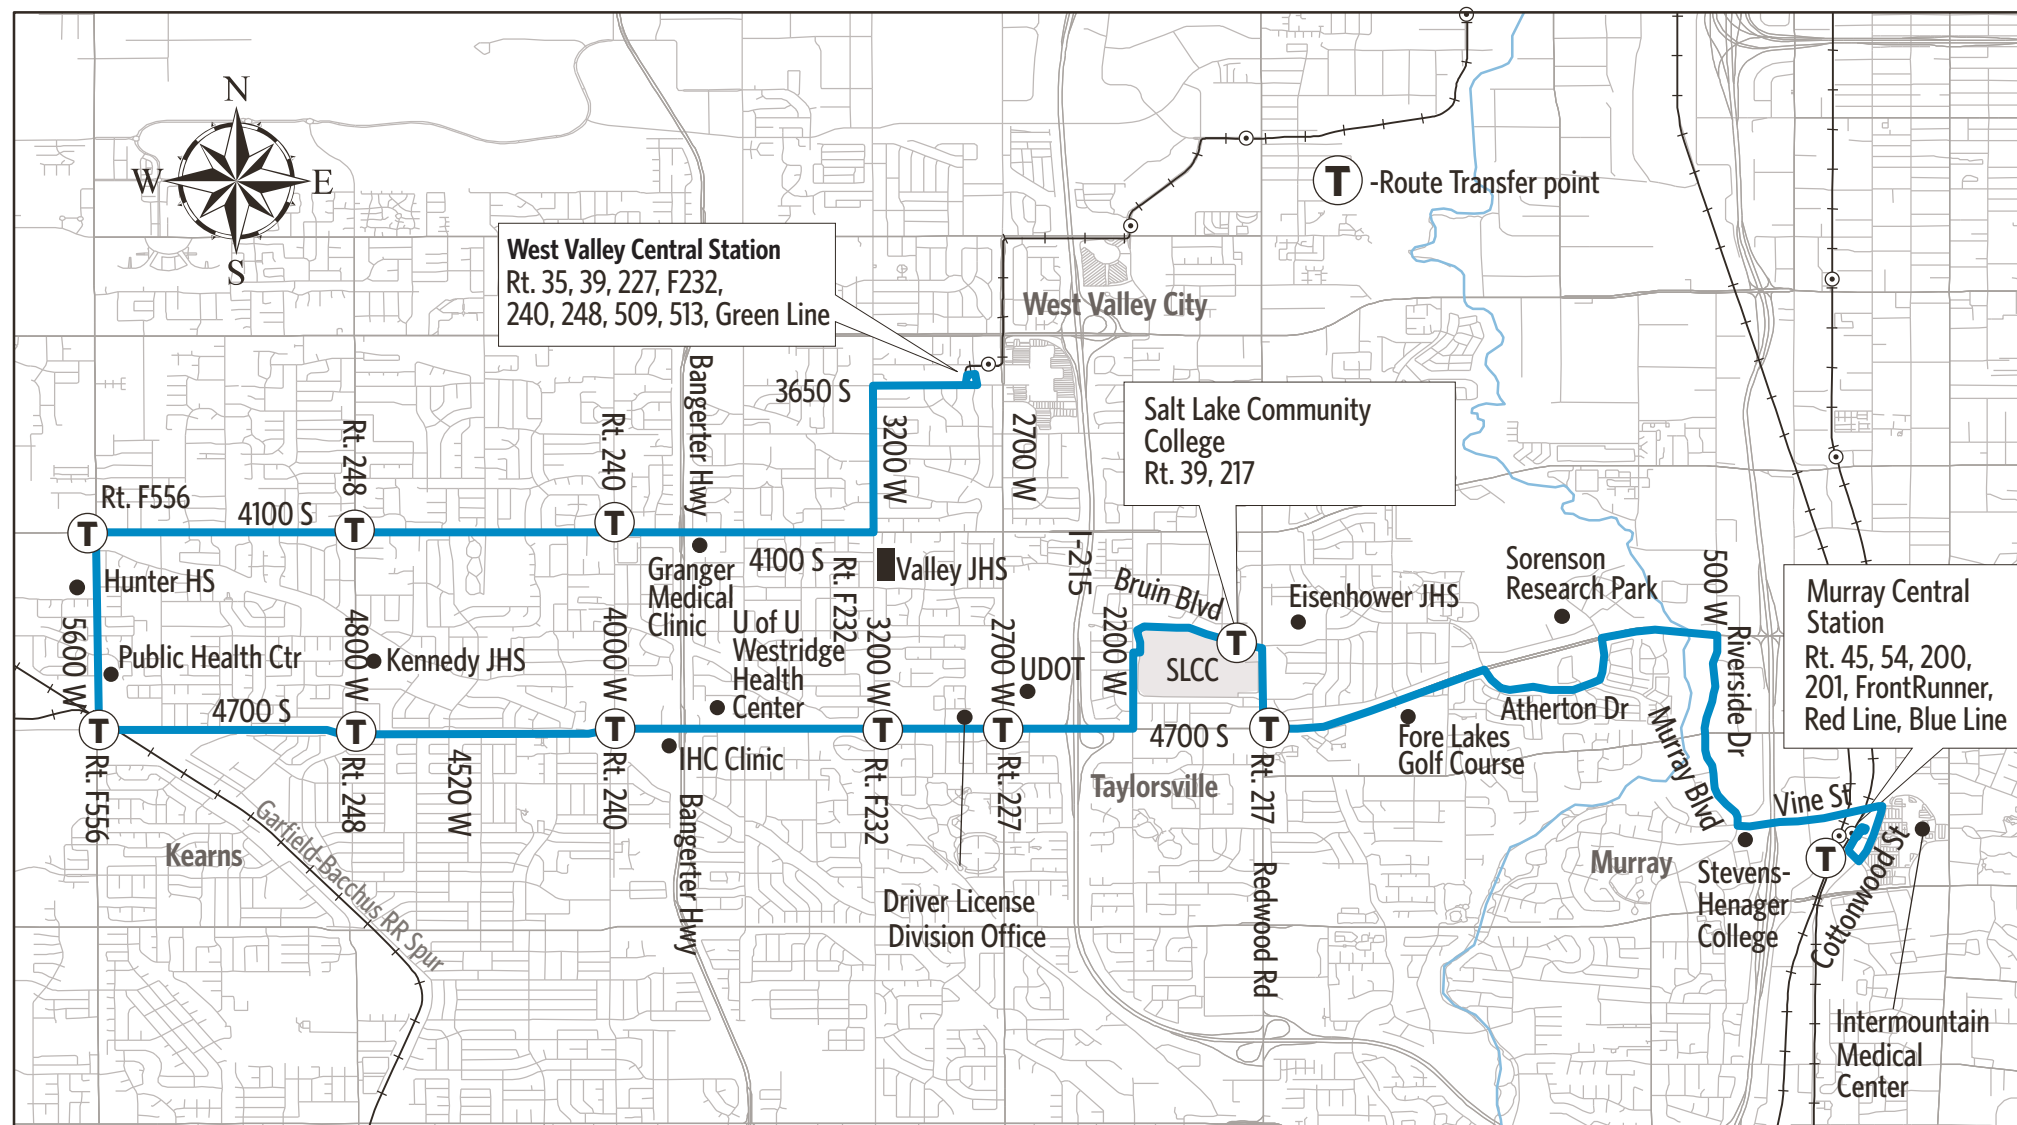 N
W
E
S
T
-Route Transfer point
West Valley Central Station
Rt. 35, 39, 227, F232,
240, 248, 509, 513, Green Line
West Valley City
3650 S
Bangerter Hwy
3200 W
2700 W
Salt Lake Community
College
Rt. 39, 217
Rt. F556
Rt. 248
Rt. 240
4100 S
T
T
T
Hunter HS
Granger
Medical
Clinic
4100 S
Rt. F232
Valley JHS
I-215
Bruin Blvd
T
Eisenhower JHS
Sorenson
Research Park
500 W
Riverside Dr
Murray Central
Station
Rt. 45, 54, 200,
201, FrontRunner,
Red Line, Blue Line
5600 W
Public Health Ctr
4800 W
Kennedy JHS
4000 W
U of U
Westridge
Health
Center
3200 W
2700 W
UDOT
2200 W
SLCC
4700 S
T
T
T
T
T
4700 S
T
Atherton Dr
Fore Lakes
Golf Course
Murray Blvd
IHC Clinic
Rt. F556
Rt. 248
4520 W
Rt. 240
Bangerter Hwy
Rt. F232
Rt. 227
Taylorsville
Rt. 217
Vine St
T
Cottonwood St
Kearns
Garfield-Bacchus RR Spur
Driver License
Division Office
Redwood Rd
Murray
Stevens-
Henager
College
Intermountain
Medical
Center